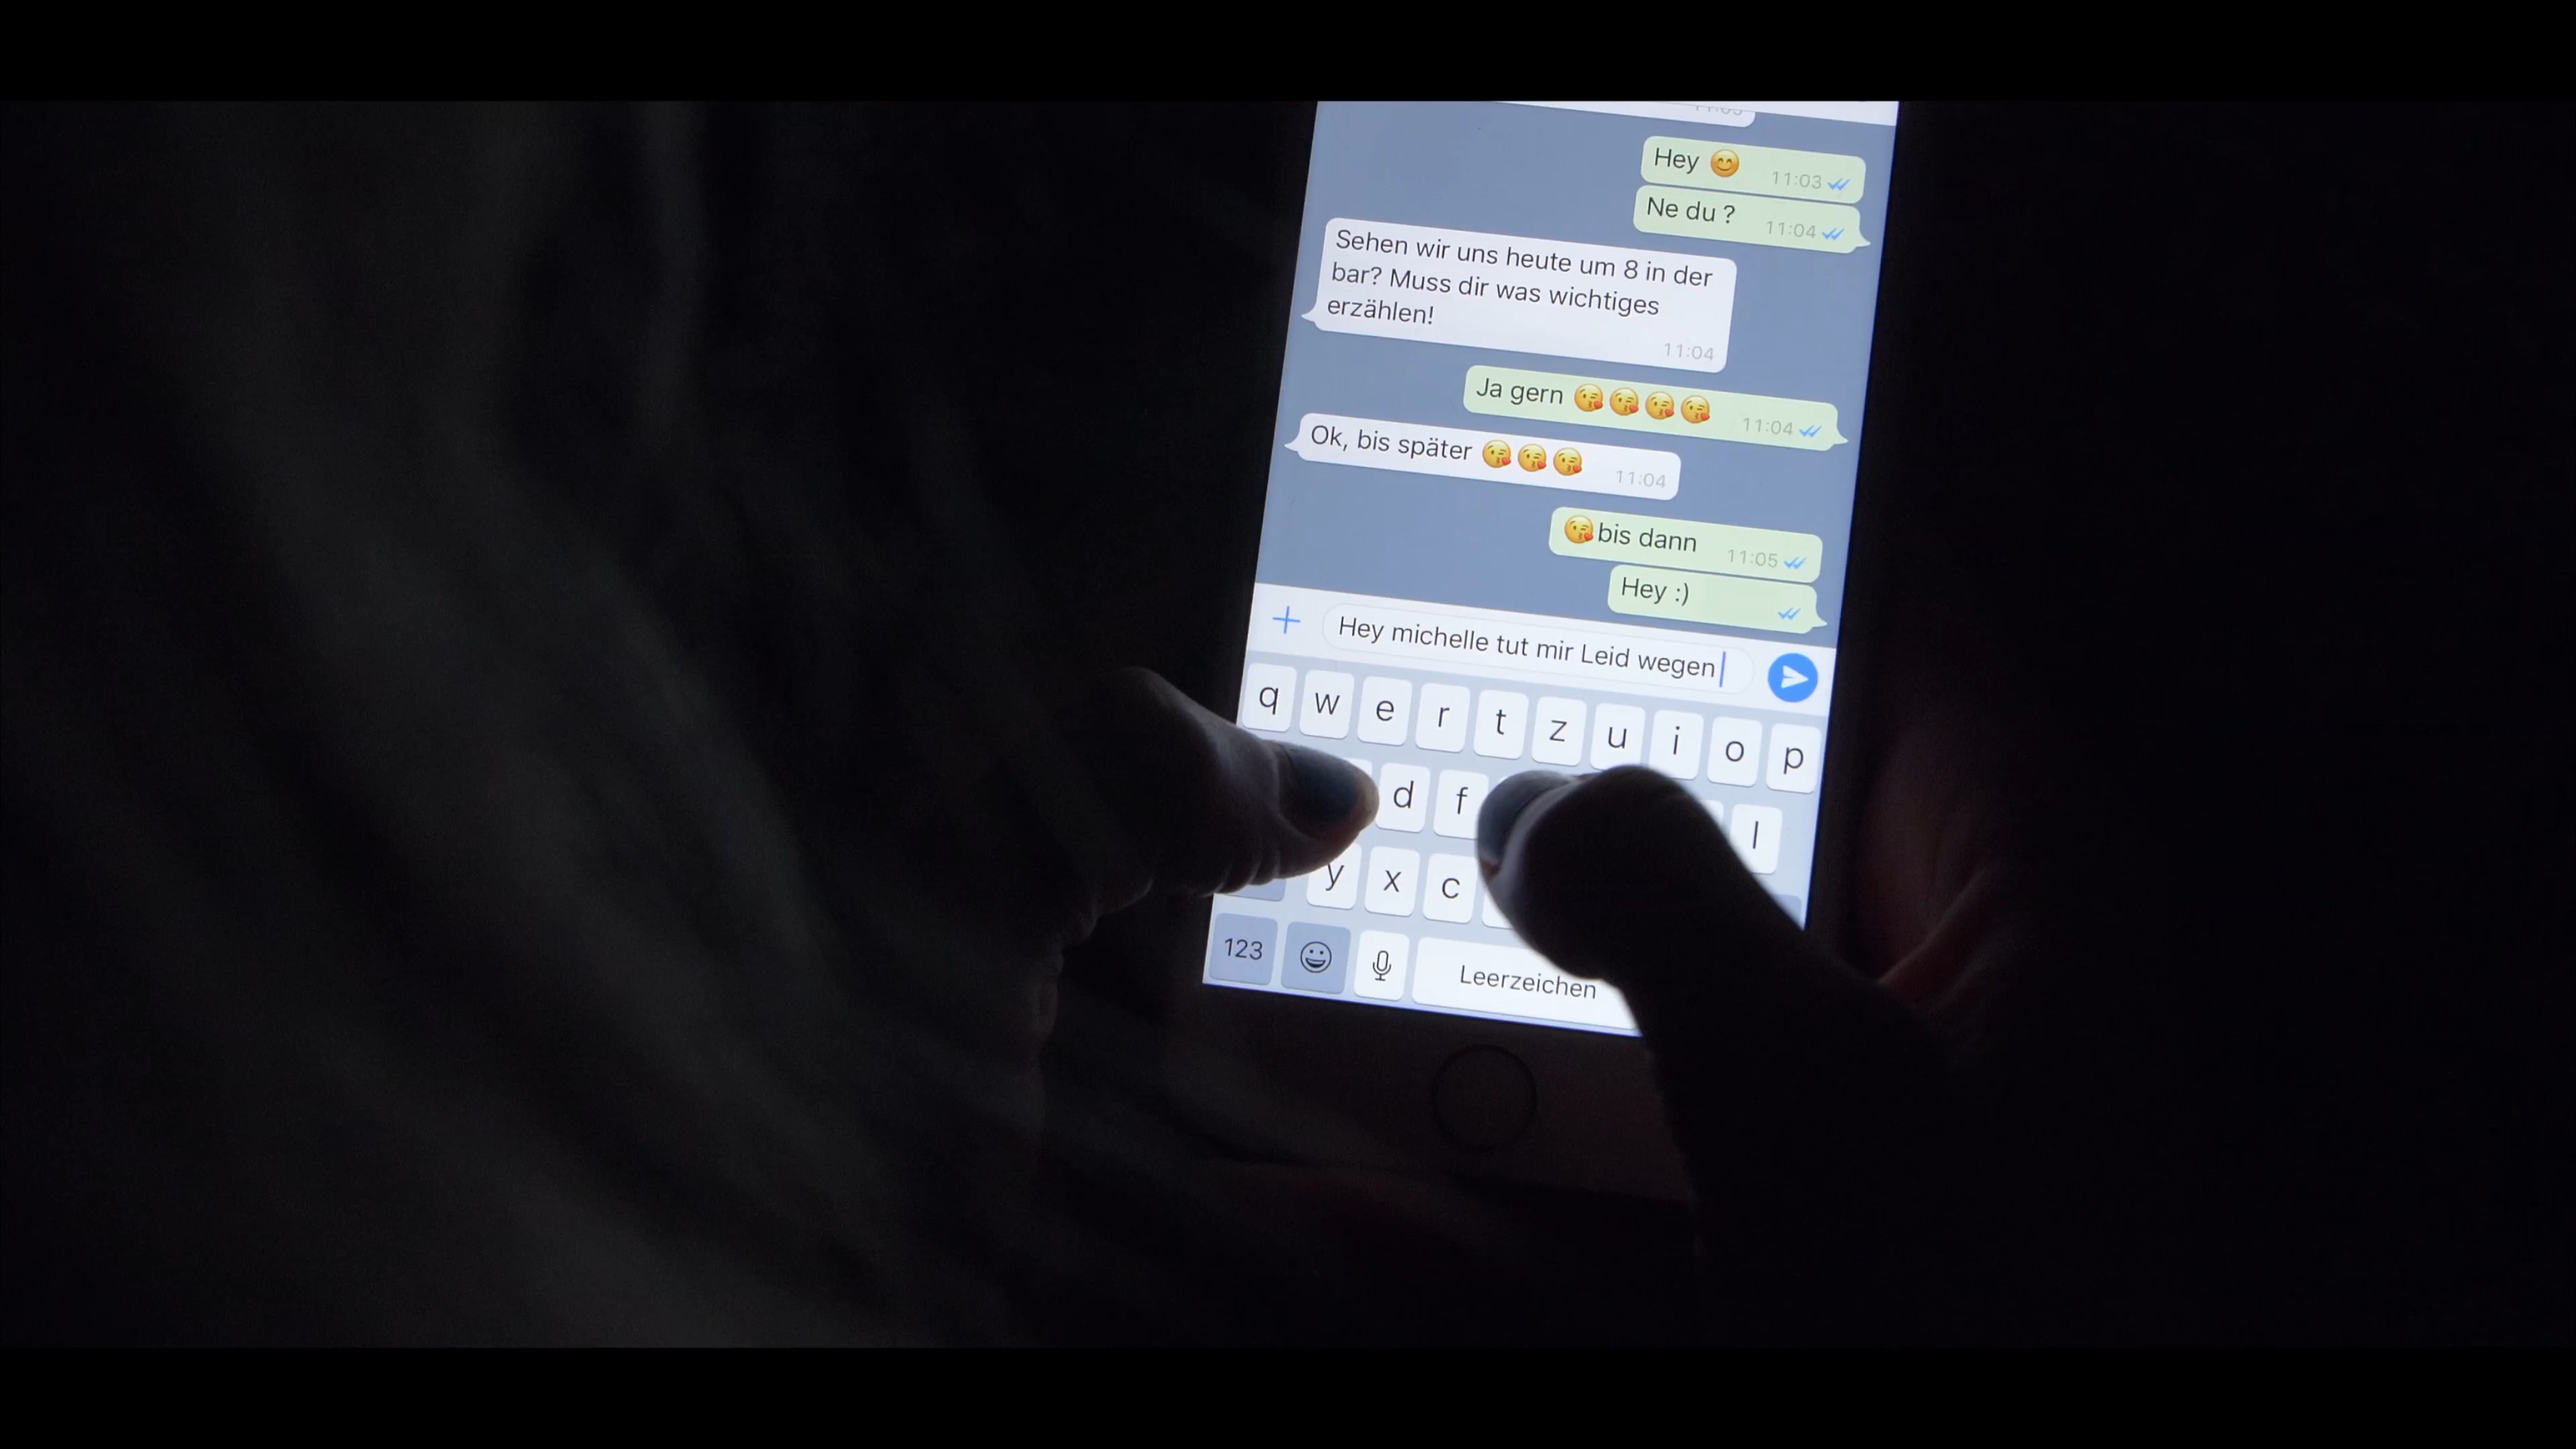 Hey 😊 11:03
Ne du ? 11:04
Sehen wir uns heute um 8 in der
bar? Muss dir was wichtiges
erzählen!
11:04
Ja gern 😘😘😘😘 11:04
Ok, bis später 😘😘😘 11:04
😘bis dann 11:05
Hey :)
Hey michelle tut mir Leid wegen
q w e r t z u i o p
d f l
y x c
123 Leerzeichen